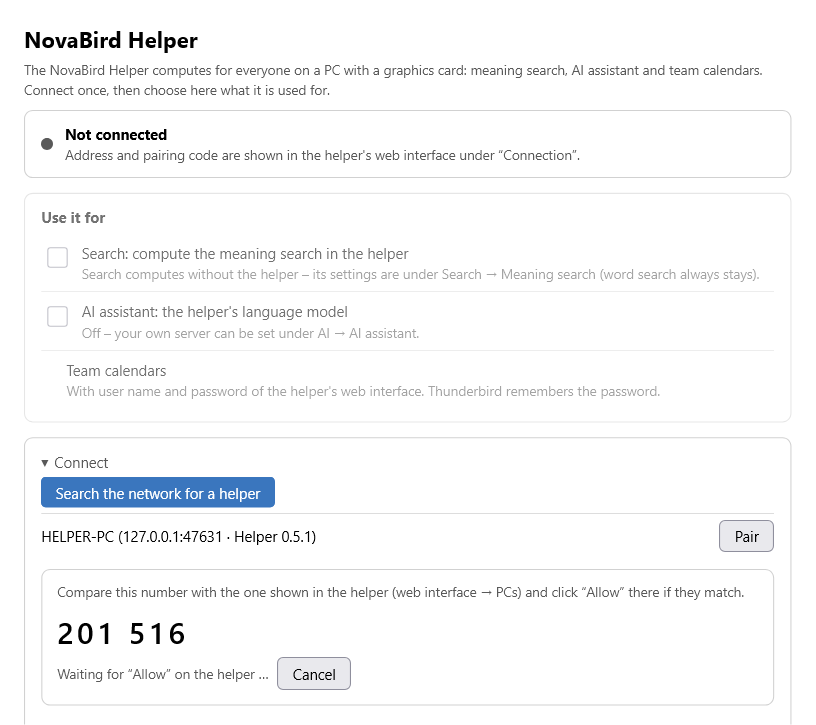 NovaBird Helper
The NovaBird Helper computes for everyone on a PC with a graphics card: meaning search, AI assistant and team calendars.
Connect once, then choose here what it is used for.
Not connected
Address and pairing code are shown in the helper's web interface under “Connection”.
Use it for
Search: compute the meaning search in the helper
Search computes without the helper – its settings are under Search → Meaning search (word search always stays).
AI assistant: the helper's language model
Off – your own server can be set under AI → AI assistant.
Team calendars
With user name and password of the helper's web interface. Thunderbird remembers the password.
▾ Connect
Search the network for a helper
HELPER-PC (127.0.0.1:47631 · Helper 0.5.1)
Pair
Compare this number with the one shown in the helper (web interface → PCs) and click “Allow” there if they match.
201 516
Waiting for “Allow” on the helper ...
Cancel